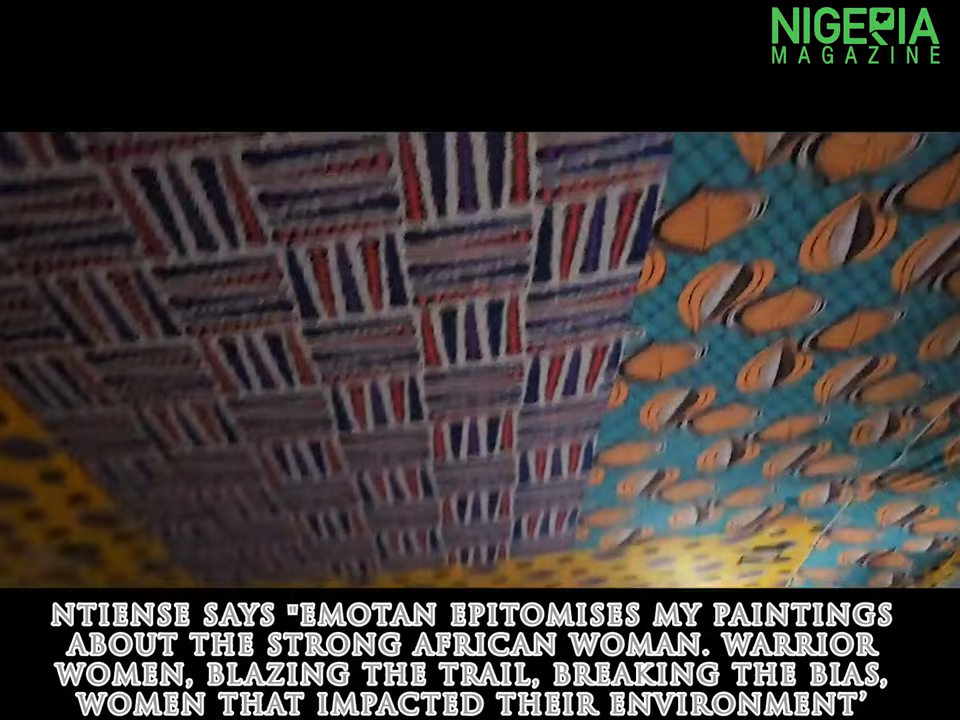 NIGERIA
MAGAZINE
NTIENSE SAYS "EMOTAN EPITOMISES MY PAINTINGS
ABOUT THE STRONG AFRICAN WOMAN. WARRIOR
WOMEN, BLAZING THE TRAIL, BREAKING THE BIAS,
WOMEN THAT IMPACTED THEIR ENVIRONMENT’